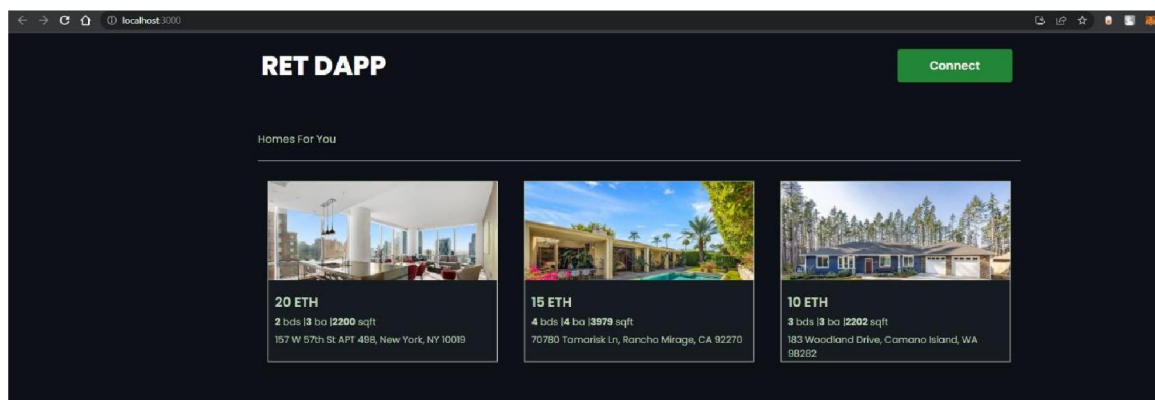 localhost:3000
RET DAPP
Connect
Homes For You
20 ETH
2 bds |3 ba |2200 sqft
157 W 57th St APT 49B, New York, NY 10019
15 ETH
4 bds |4 ba |3979 sqft
70780 Tamarisk Ln, Rancho Mirage, CA 92270
10 ETH
3 bds |3 ba |2202 sqft
183 Woodland Drive, Camano Island, WA
98282